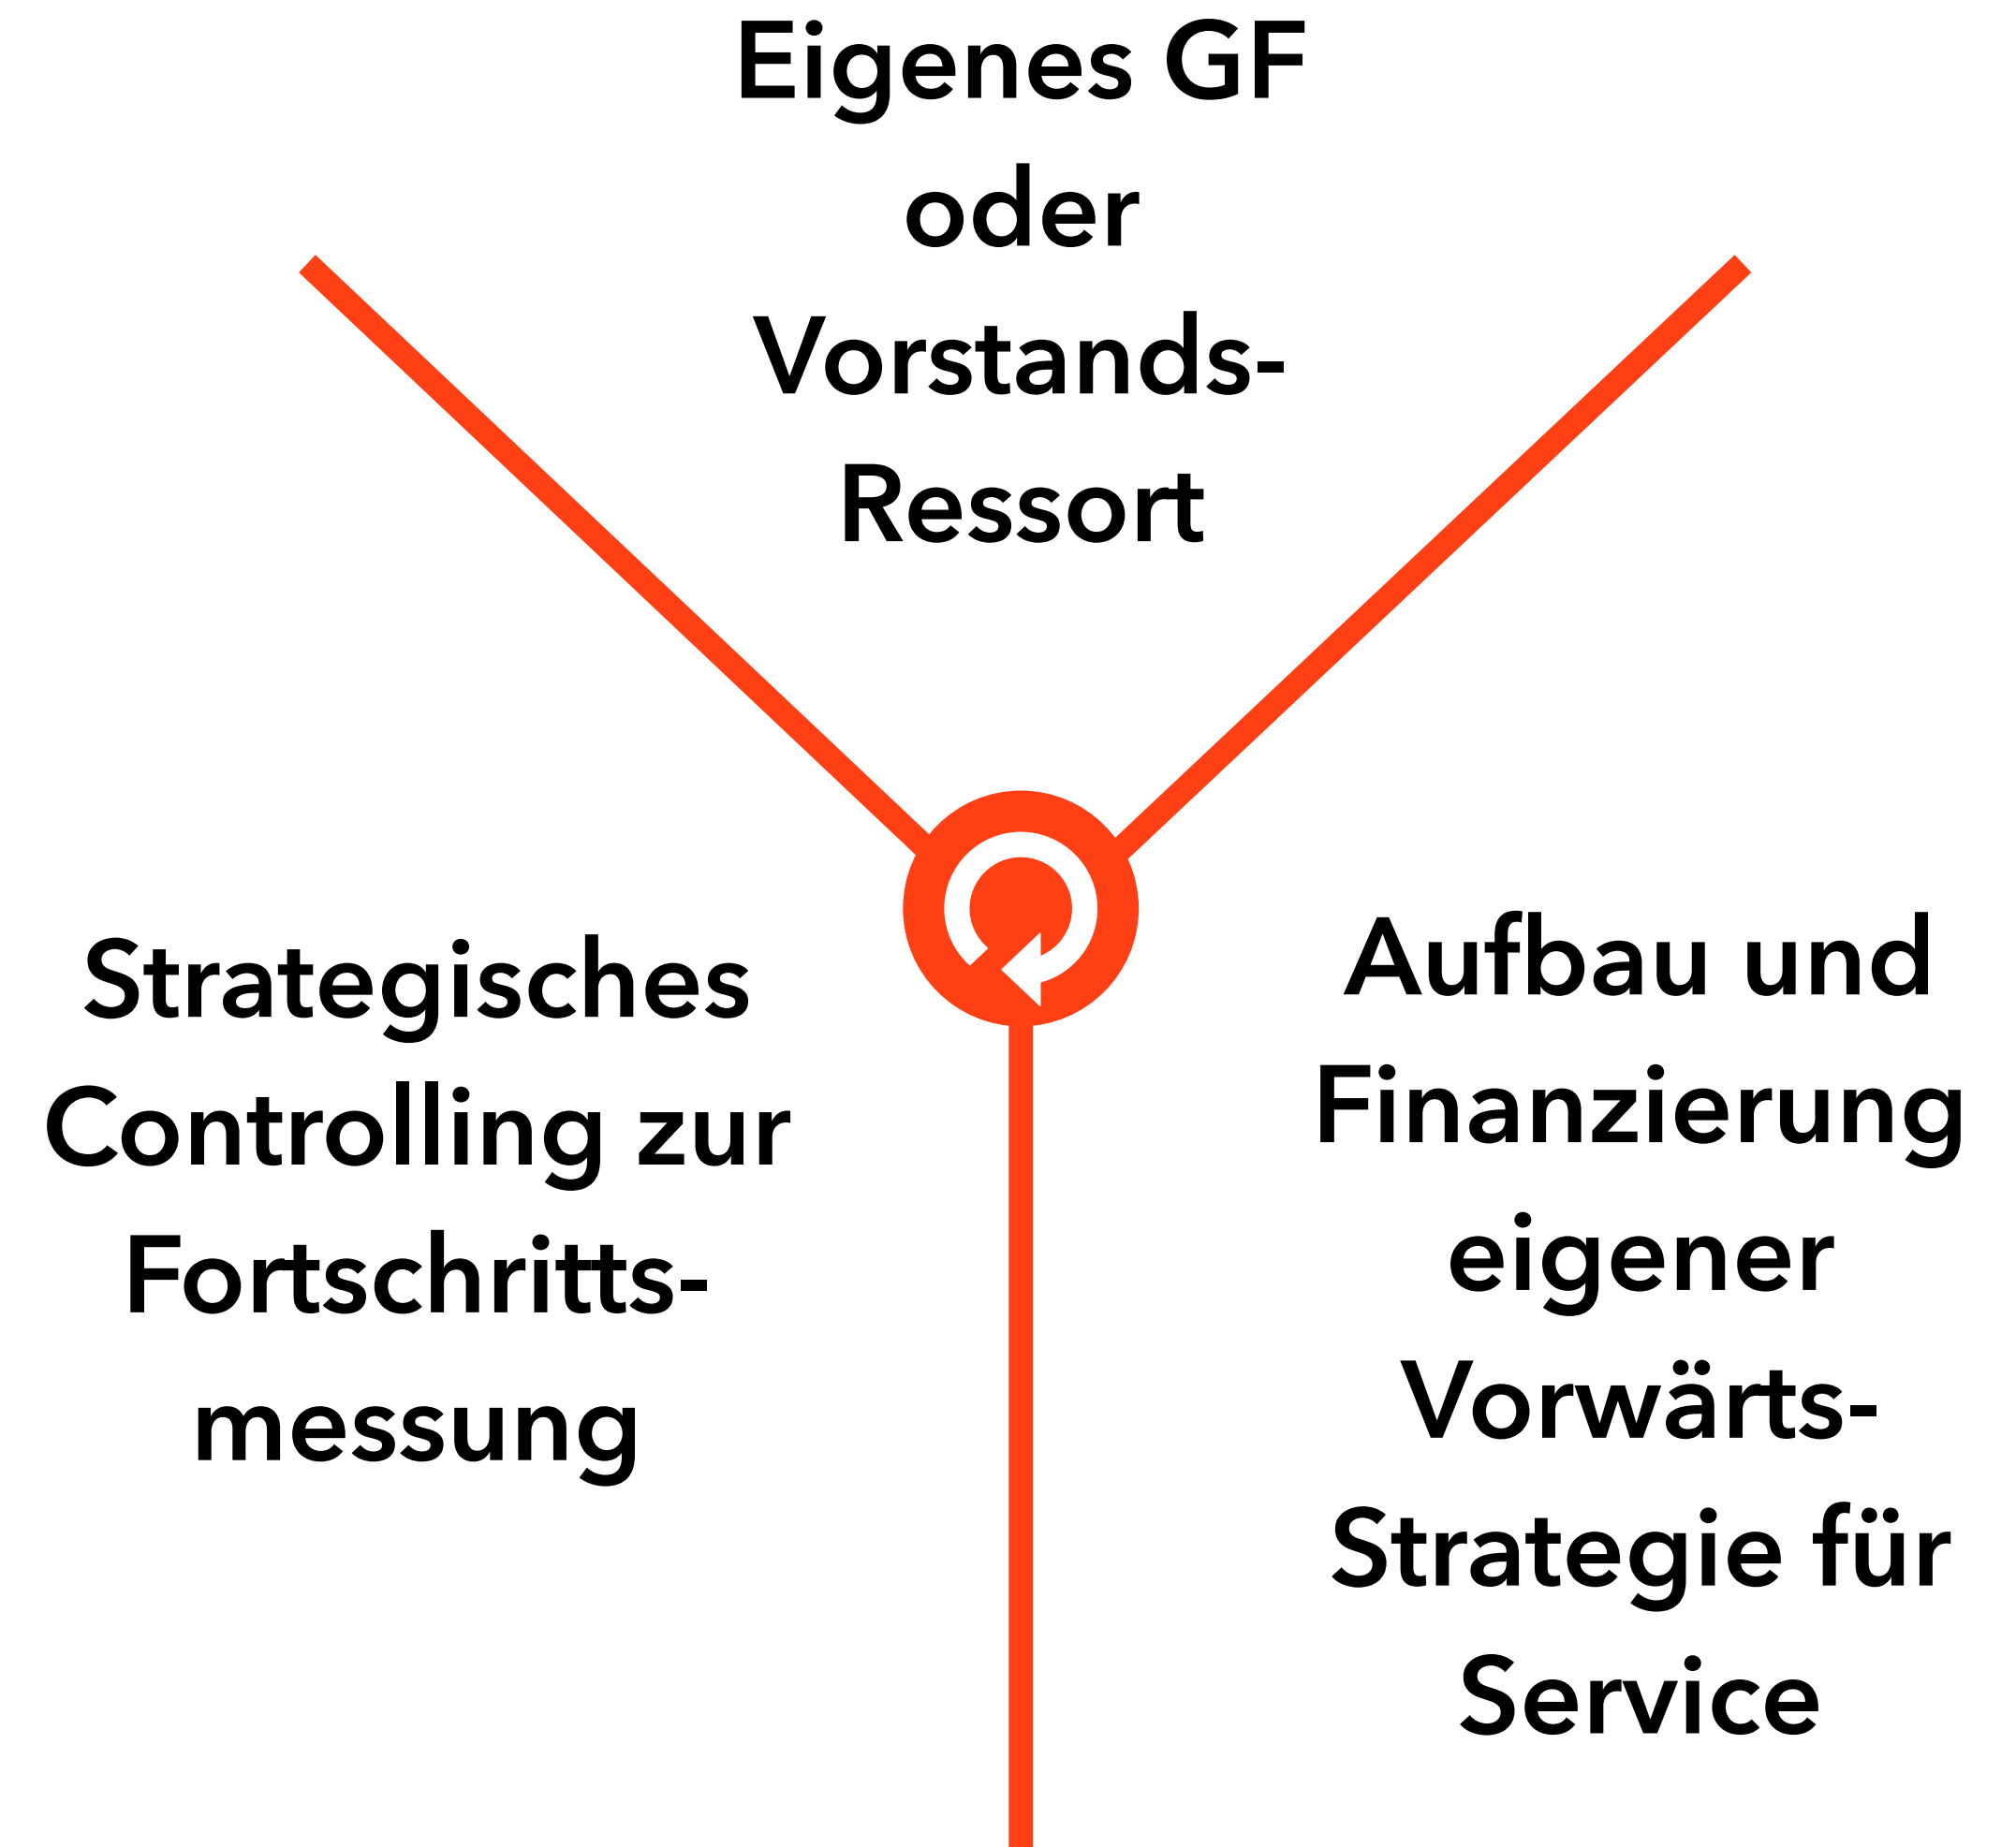 Eigenes GF
oder
Vorstands-
Ressort
Strategisches
Controlling zur
Fortschritts-
messung
Aufbau und
Finanzierung
eigener
Vorwärts-
Strategie für
Service